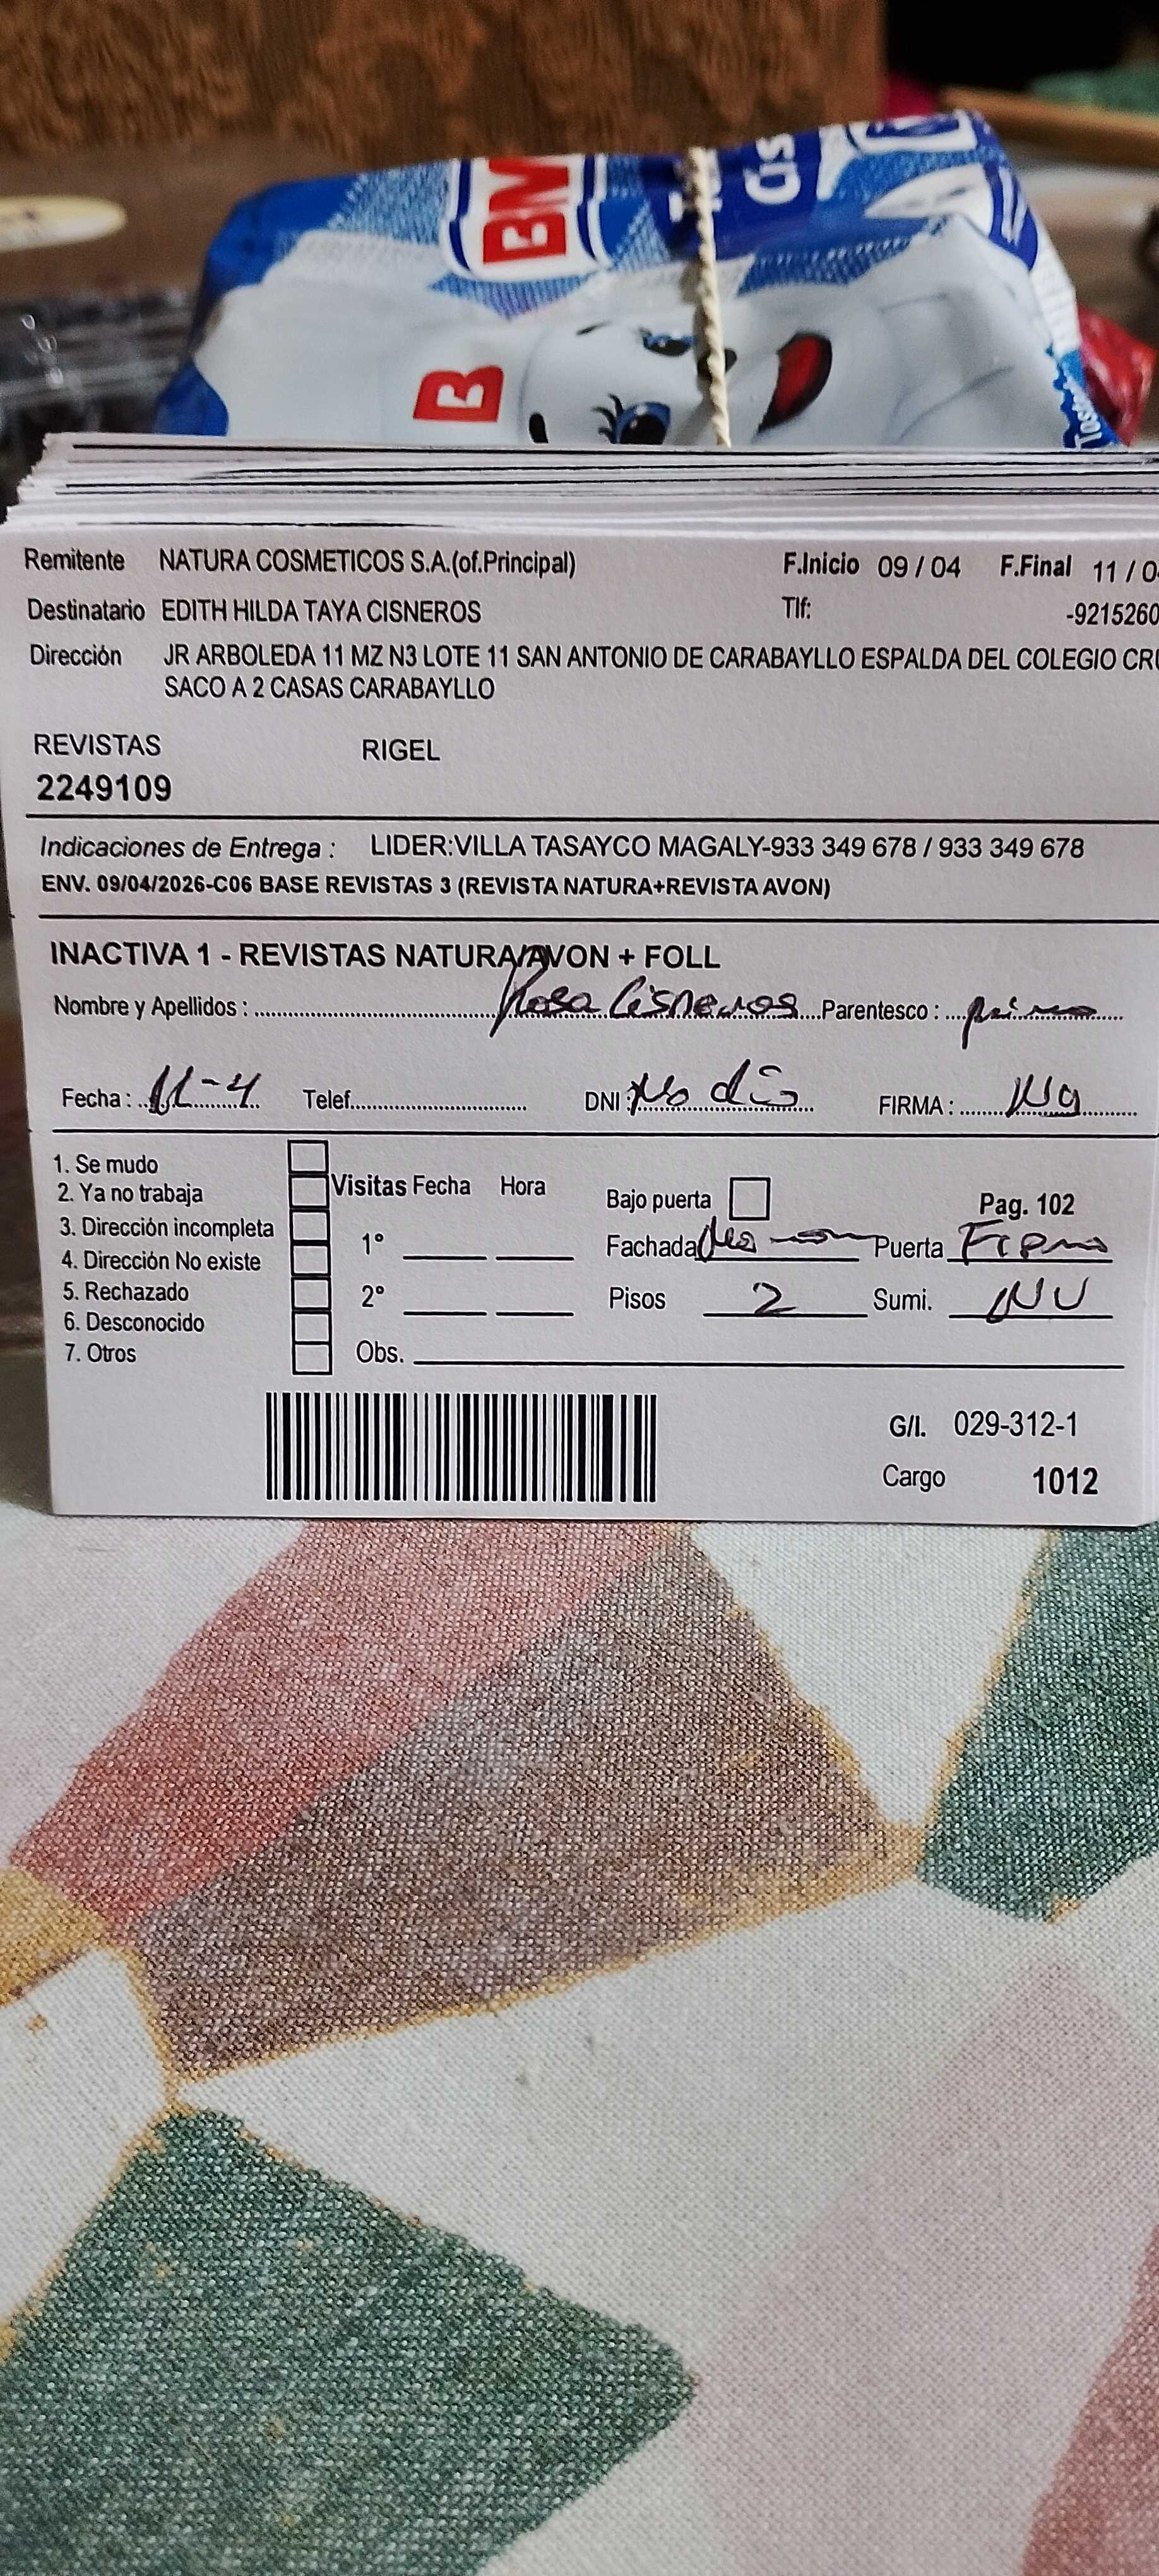 BM
B
Remitente NATURA COSMETICOS S.A.(of.Principal) F.Inicio 09 / 04 F.Final 11 / 0
Destinatario EDITH HILDA TAYA CISNEROS Tlf: -9215260
Dirección JR ARBOLEDA 11 MZ N3 LOTE 11 SAN ANTONIO DE CARABAYLLO ESPALDA DEL COLEGIO
SACO A 2 CASAS CARABAYLLO
REVISTAS RIGEL
2249109
Indicaciones de Entrega : LIDER:VILLA TASAYCO MAGALY-933 349 678 / 933 349 678
ENV. 09/04/2026-C06 BASE REVISTAS 3 (REVISTA NATURA+REVISTA AVON)
INACTIVA 1 - REVISTAS NATURA/AVON + FOLL
Nombre y Apellidos : Rosa Cisneros Parentesco :
Fecha : 11-4 Telef. DNI : No dio FIRMA :
1. Se mudo
2. Ya no trabaja Visitas Fecha Hora Bajo puerta Pag. 102
3. Dirección incompleta 1° Fachada Puerta
4. Dirección No existe
5. Rechazado 2° Pisos 2 Sumi.
6. Desconocido
7. Otros Obs.
G/I. 029-312-1
Cargo 1012